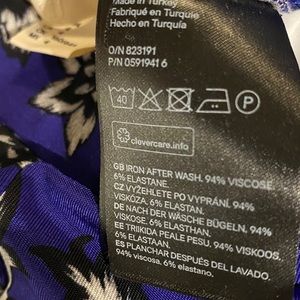 Made in Turkey
Fabriqué en Turquie
Hecho en Turquía
O/N 823191
P/N 0591941 6
40
P
clevercare.info
GB IRON AFTER WASH. 94% VISCOSE.
6% ELASTANE.
CZ VYŽEHLETE PO VYPRÁNÍ. 94%
VISKÓZA, 6% ELASTAN.
DE NACH DER WÄSCHE BÜGELN, 94%
VISKOSE, 6% ELASTHAN.
EE TRIIKIDA PEALE PESU. 94% VISKOOS,
6% ELASTAAN.
ES PLANCHAR DESPUÉS DEL LAVADO.
94% viscosa, 6% elastano.